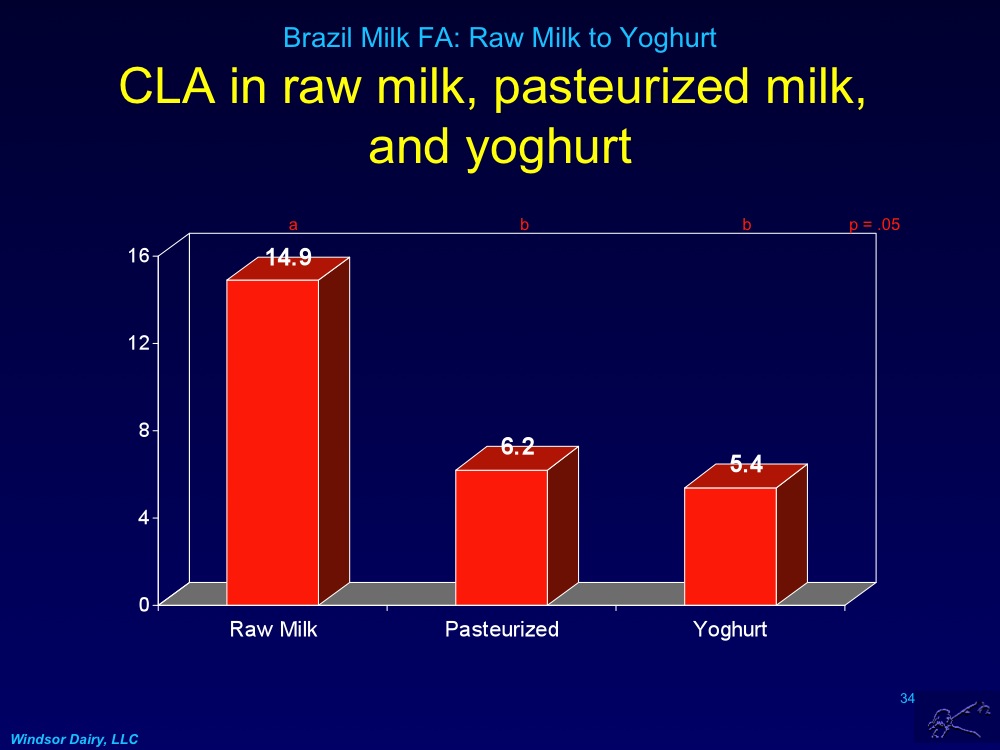 Brazil Milk FA: Raw Milk to Yoghurt
CLA in raw milk, pasteurized milk,
and yoghurt
a b b p = .05
16
14.9
12
8
6.2
5.4
4
0
Raw Milk Pasteurized Yoghurt
34
Windsor Dairy, LLC